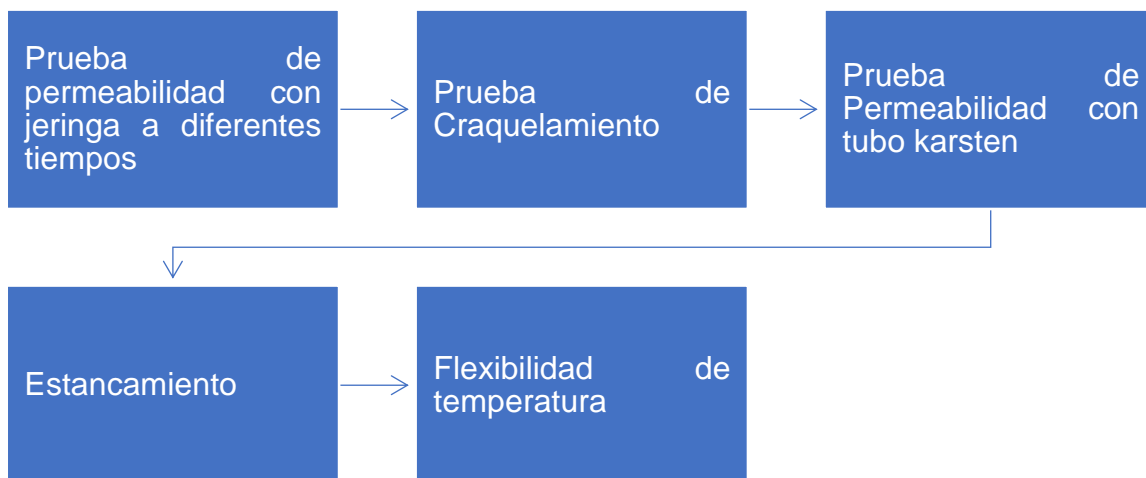 Prueba de
permeabilidad con
jeringa a diferentes
tiempos
Prueba de
Craquelamiento
Prueba de
Permeabilidad con
tubo karsten
Estancamiento
Flexibilidad de
temperatura